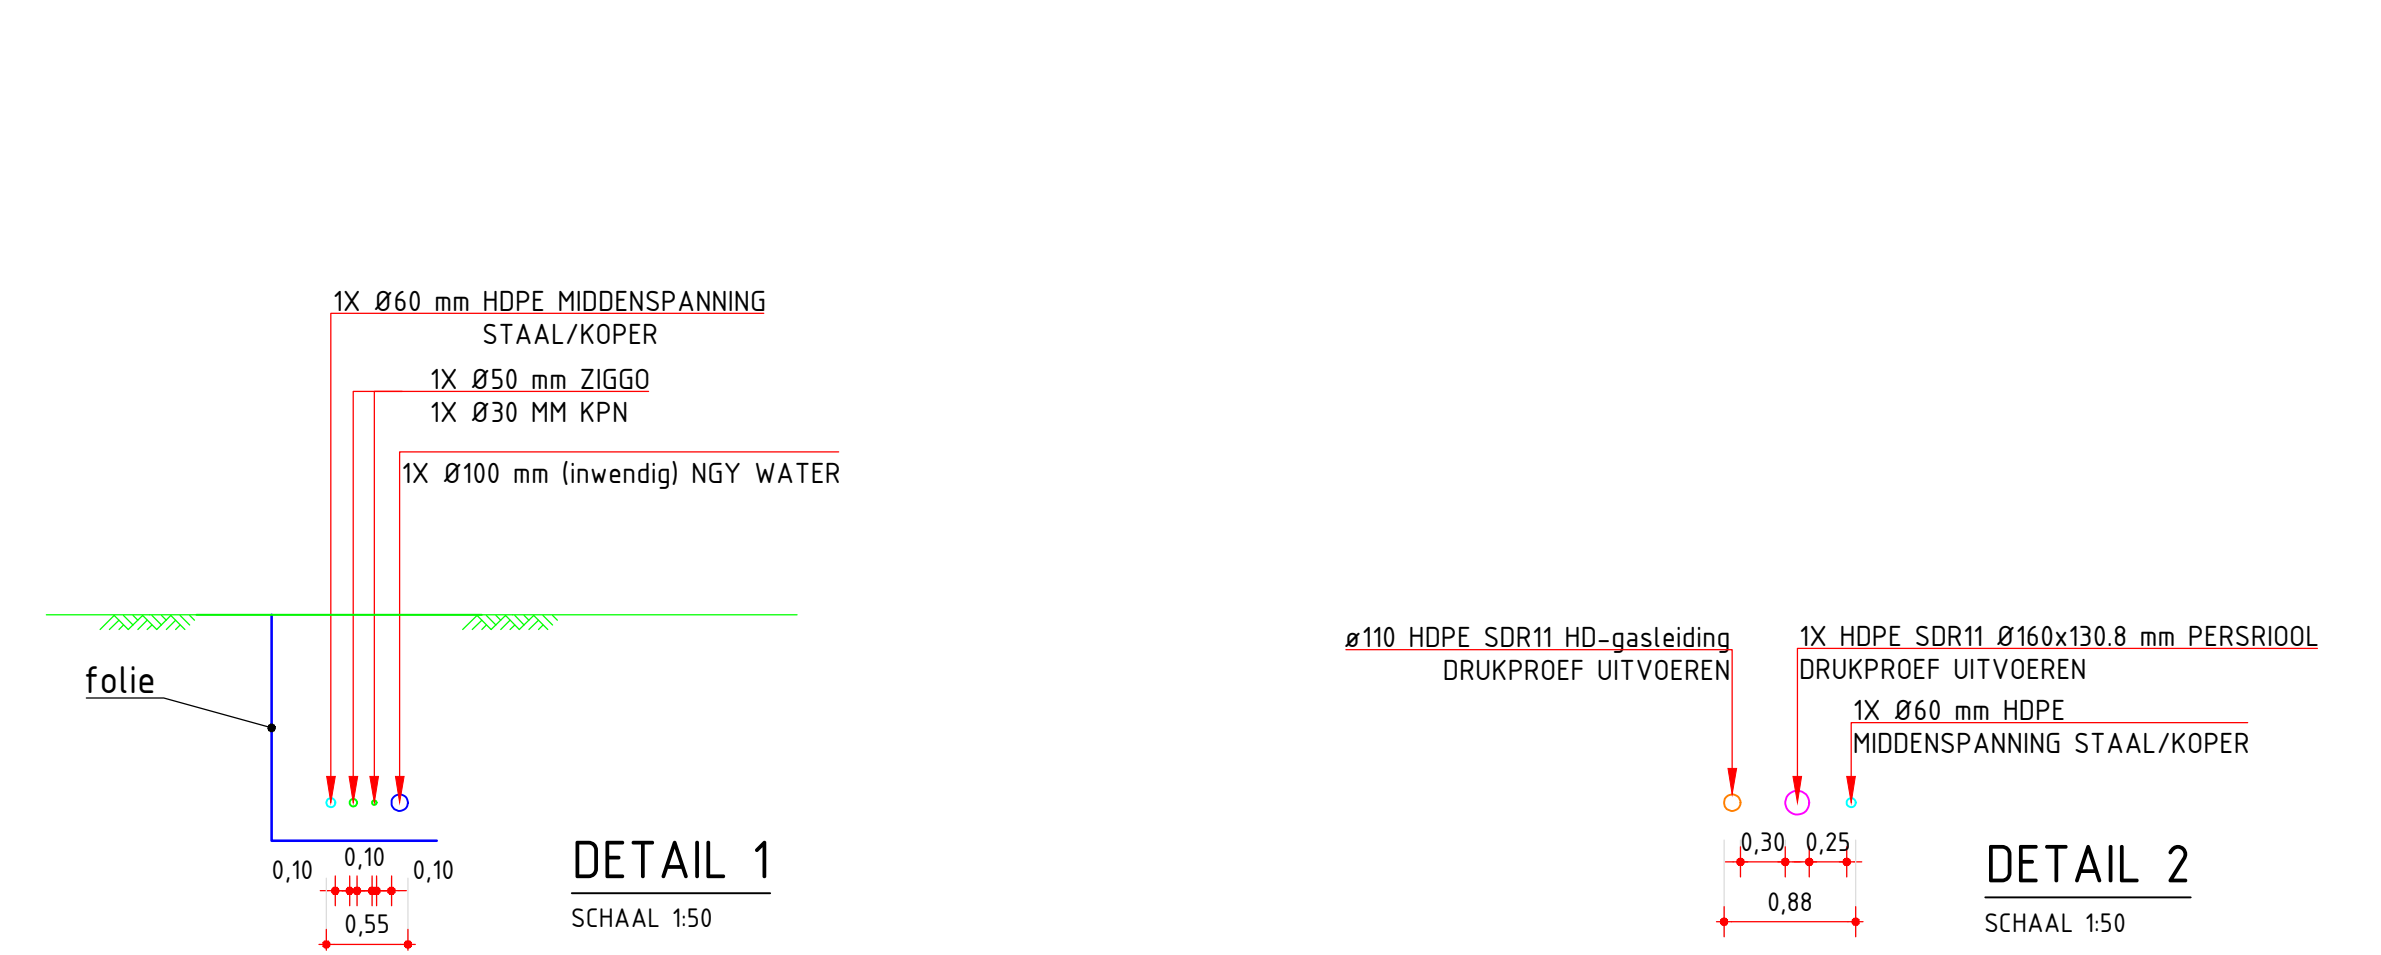 1X Ø60 mm HDPE MIDDENSPANNING
STAAL/KOPER
1X Ø50 mm ZIGGO
1X Ø30 MM KPN
1X Ø100 mm (inwendig) NGY WATER
folie
0,10
0,10
0,10
0,55
DETAIL 1
SCHAAL 1:50
ø110 HDPE SDR11 HD-gasleiding
DRUKPROEF UITVOEREN
1X HDPE SDR11 Ø160x130.8 mm PERSRIOOL
DRUKPROEF UITVOEREN
1X Ø60 mm HDPE
MIDDENSPANNING STAAL/KOPER
0,30
0,25
0,88
DETAIL 2
SCHAAL 1:50